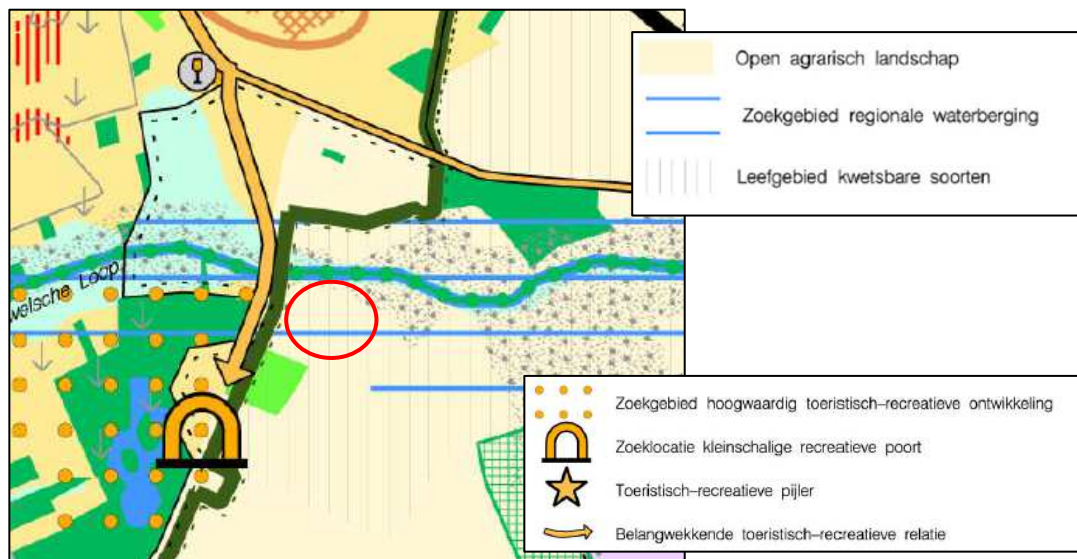 Open agrarisch landschap
Zoekgebied regionale waterberging
Leefgebied kwetsbare soorten
welsche Loop
Zoekgebied hoogwaardig toeristisch-recreatieve ontwikkeling
Zoeklocatie kleinschalige recreatieve poort
Toeristisch-recreatieve pijler
Belangwekkende toeristisch-recreatieve relatie